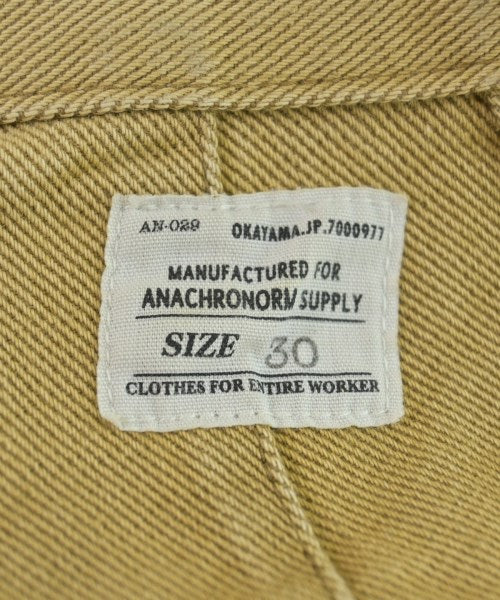 AN-029 OKAYAMA.JP.7000977
MANUFACTURED FOR
ANACHRONORM SUPPLY
SIZE 30
CLOTHES FOR ENTIRE WORKER